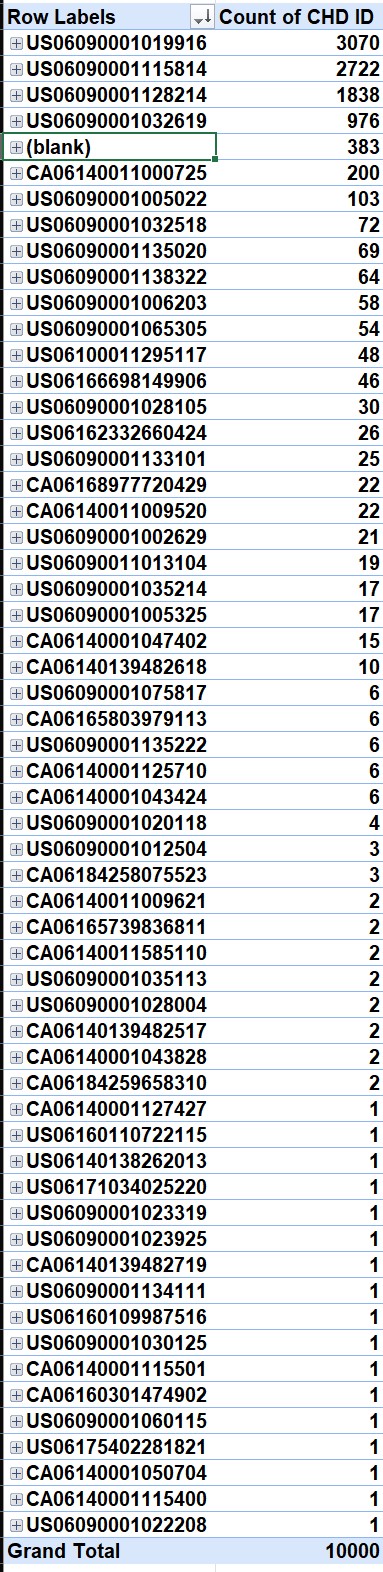 Row Labels Count of CHD ID
US06090001019916 3070
US06090001115814 2722
US06090001128214 1838
US06090001032619 976
(blank) 383
CA06140011000725 200
US06090001005022 103
US06090001032518 72
US06090001135020 69
US06090001138322 64
US06090001006203 58
US06090001065305 54
US06100011295117 48
US06166698149906 46
US06090001028105 30
US06162332660424 26
US06090001133101 25
CA06168977720429 22
CA06140011009520 22
US06090001002629 21
US06090011013104 19
US06090001035214 17
US06090001005325 17
CA06140001047402 15
CA06140139482618 10
US06090001075817 6
CA06165803979113 6
US06090001135222 6
CA06140001125710 6
CA06140001043424 6
US06090001020118 4
US06090001012504 3
CA06184258075523 3
CA06140011009621 2
CA06165739836811 2
CA06140011585110 2
US06090001035113 2
US06090001028004 2
CA06140139482517 2
CA06140001043828 2
CA06184259658310 2
CA06140001127427 1
US06160110722115 1
US06140138262013 1
US06171034025220 1
US06090001023319 1
US06090001023925 1
CA06140139482719 1
US06090001134111 1
US06160109987516 1
US06090001030125 1
CA06140001115501 1
CA06160301474902 1
US06090001060115 1
US06175402281821 1
CA06140001050704 1
CA06140001115400 1
US06090001022208 1
Grand Total 10000